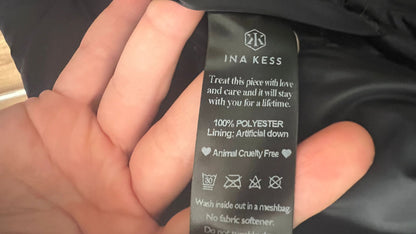 INA KESS
Treat this piece with love
and care and it will stay
with you for a lifetime.
100% POLYESTER
Lining; Artificial down
♥ Animal Cruelty Free ♥
30
Wash inside out in a meshbag.
No fabric softener.